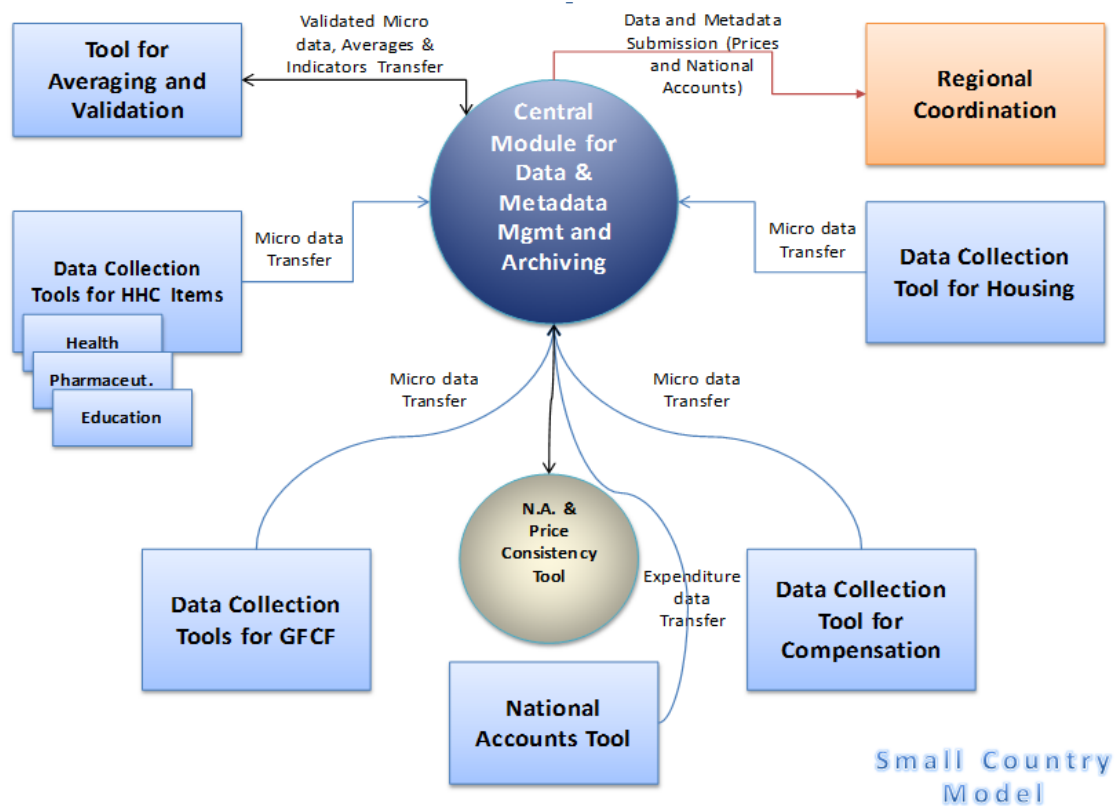 Tool for
Averaging and
Validation
Validated Micro
data, Averages &
Indicators Transfer
Data and Metadata
Submission (Prices
and National
Accounts)
Regional
Coordination
Central
Module for
Data &
Metadata
Mgmt and
Archiving
Data Collection
Tools for HHC Items
Health
Pharmaceut.
Education
Micro data
Transfer
Micro data
Transfer
Data Collection
Tool for Housing
Micro data
Transfer
Micro data
Transfer
Data Collection
Tools for GFCF
N.A. &
Price
Consistency
Tool
Expenditure
data
Transfer
Data Collection
Tool for
Compensation
National
Accounts Tool
Small Country
Model